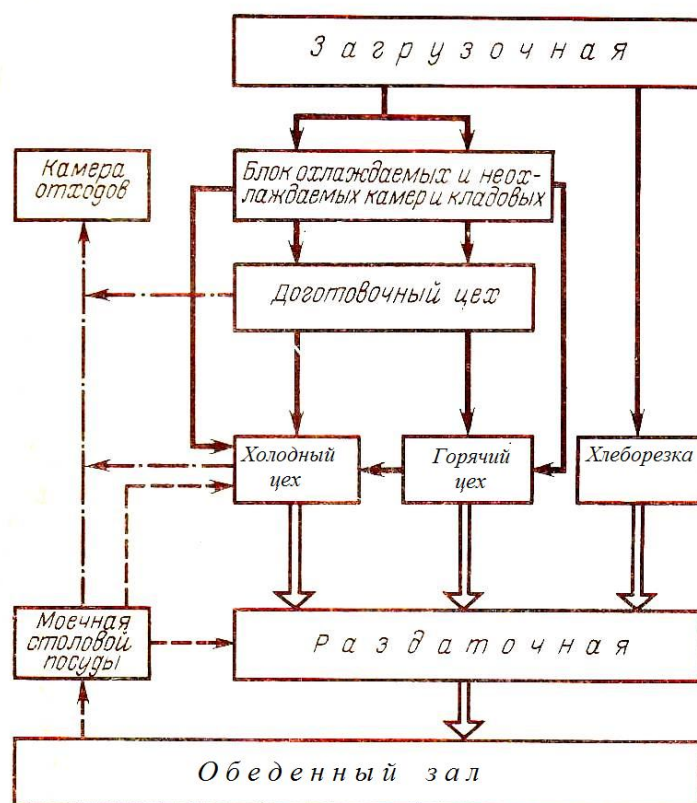 Загрузочная
Камера
отходов
Блок охлаждаемых и неох-
лаждаемых камер и кладовых
Доготовочный цех
Холодный
цех
Горячий
цех
Хлеборезка
Моечная
столовой
посуды
Раздаточная
Обеденный зал